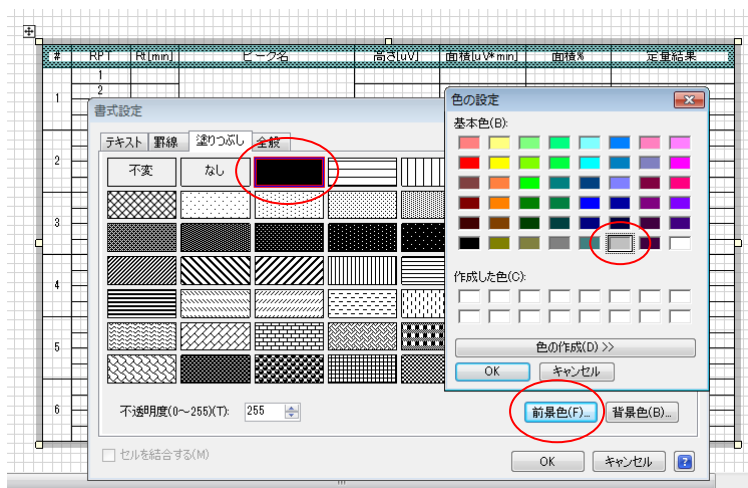 # RPT Rt[min] ピーク名 高さ[uV] 面積[uV*min] 面積% 定量結果
1
1 2
書式設定
色の設定
基本色(B):
テキスト 罫線 塗りつぶし 全般
不変 なし
2
3
4
作成した色(C):
色の作成(D) >>
5
OK キャンセル
6
不透明度(0～255)(T): 255
前景色(F)... 背景色(B)...
セルを結合する(M)
OK キャンセル ?